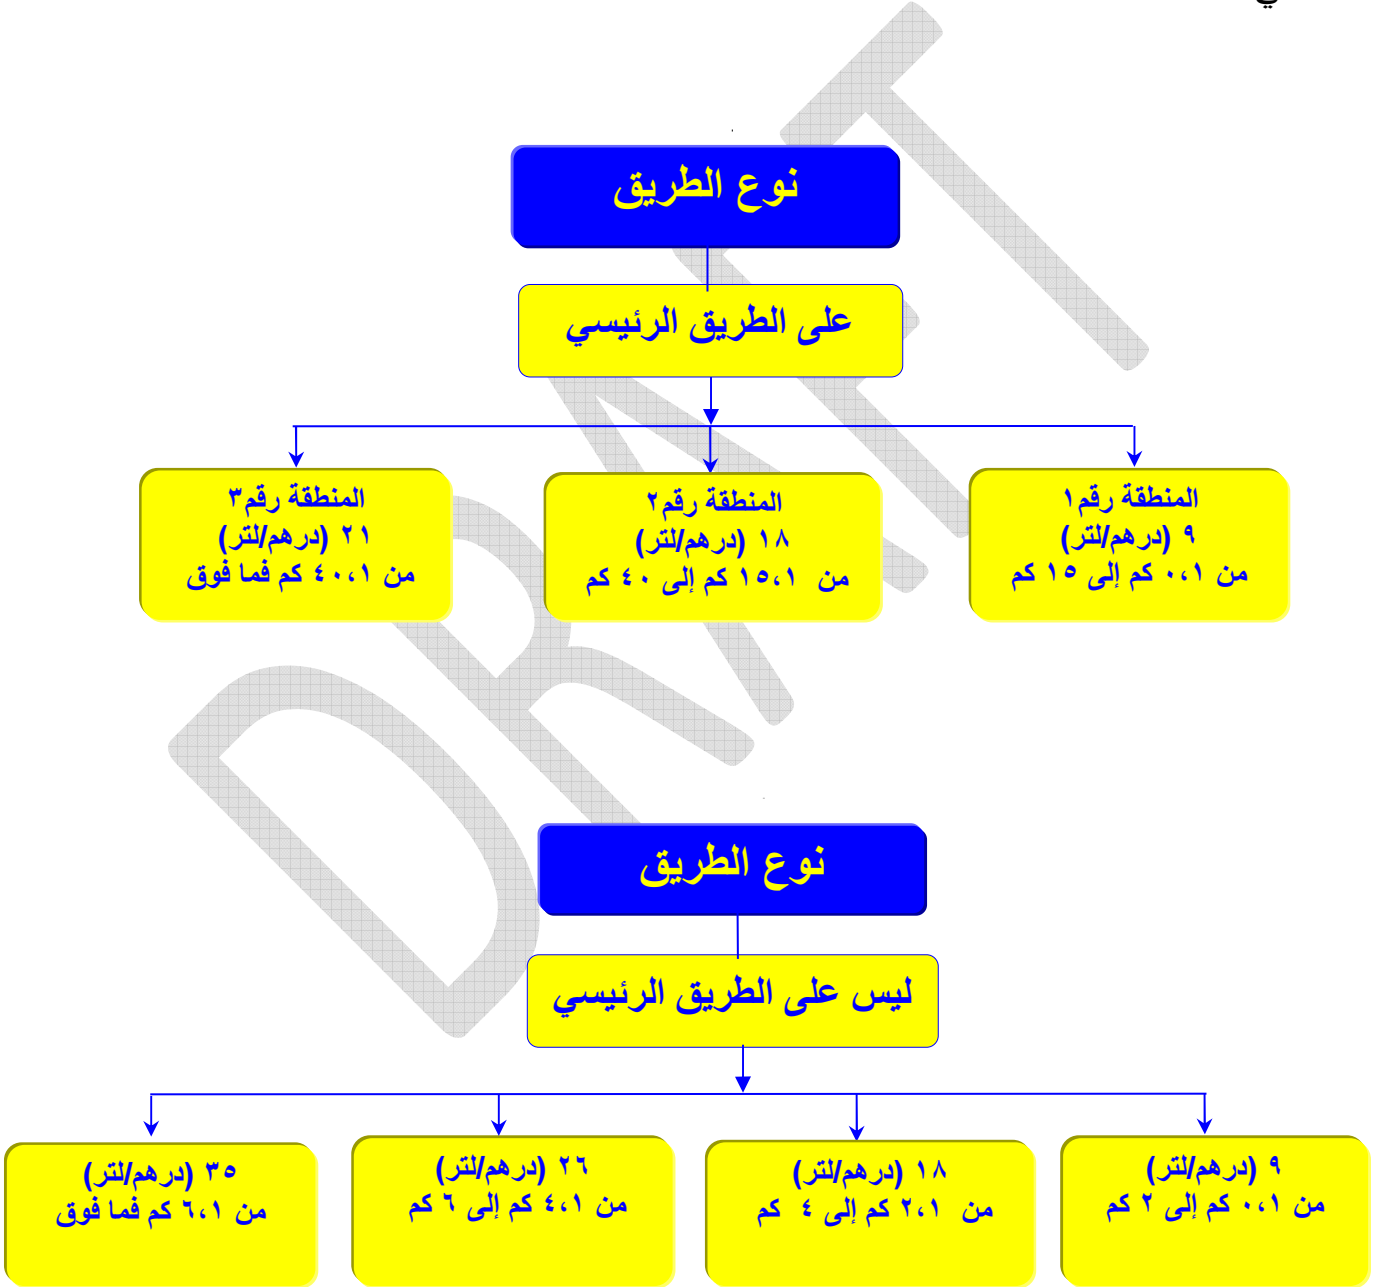 ي
نوع الطريق
على الطريق الرئيسي
المنطقة رقم١
٩ (درهم/لتر)
من ٠،١ كم إلى ١٥ كم
المنطقة رقم٢
١٨ (درهم/لتر)
من ١٥،١ كم إلى ٤٠ كم
المنطقة رقم٣
٢١ (درهم/لتر)
من ٤٠،١ كم فما فوق
نوع الطريق
ليس على الطريق الرئيسي
٩ (درهم/لتر)
من ٠،١ كم إلى ٢ كم
١٨ (درهم/لتر)
من ٢،١ كم إلى ٤ كم
٢٦ (درهم/لتر)
من ٤،١ كم إلى ٦ كم
٣٥ (درهم/لتر)
من ٦،١ كم فما فوق
DRAFT